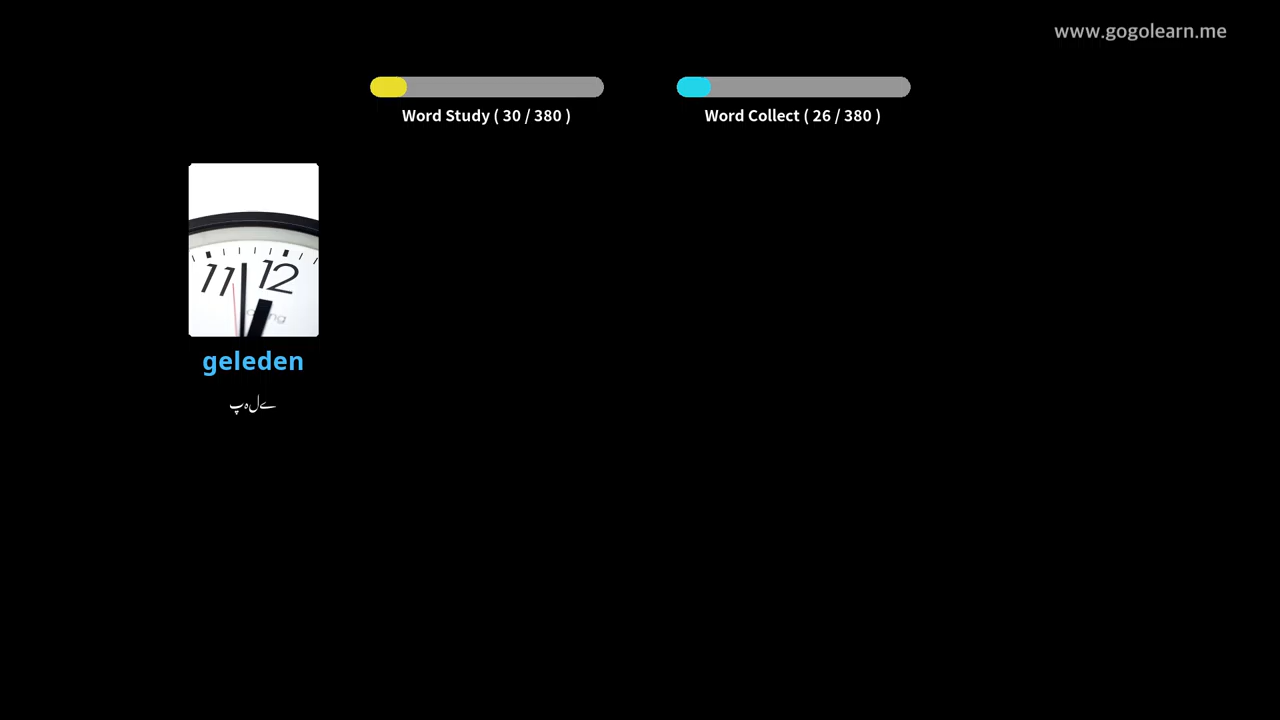 www.gogolearn.me
Word Study ( 30 / 380 )
Word Collect ( 26 / 380 )
11 12
geleden
پہلے